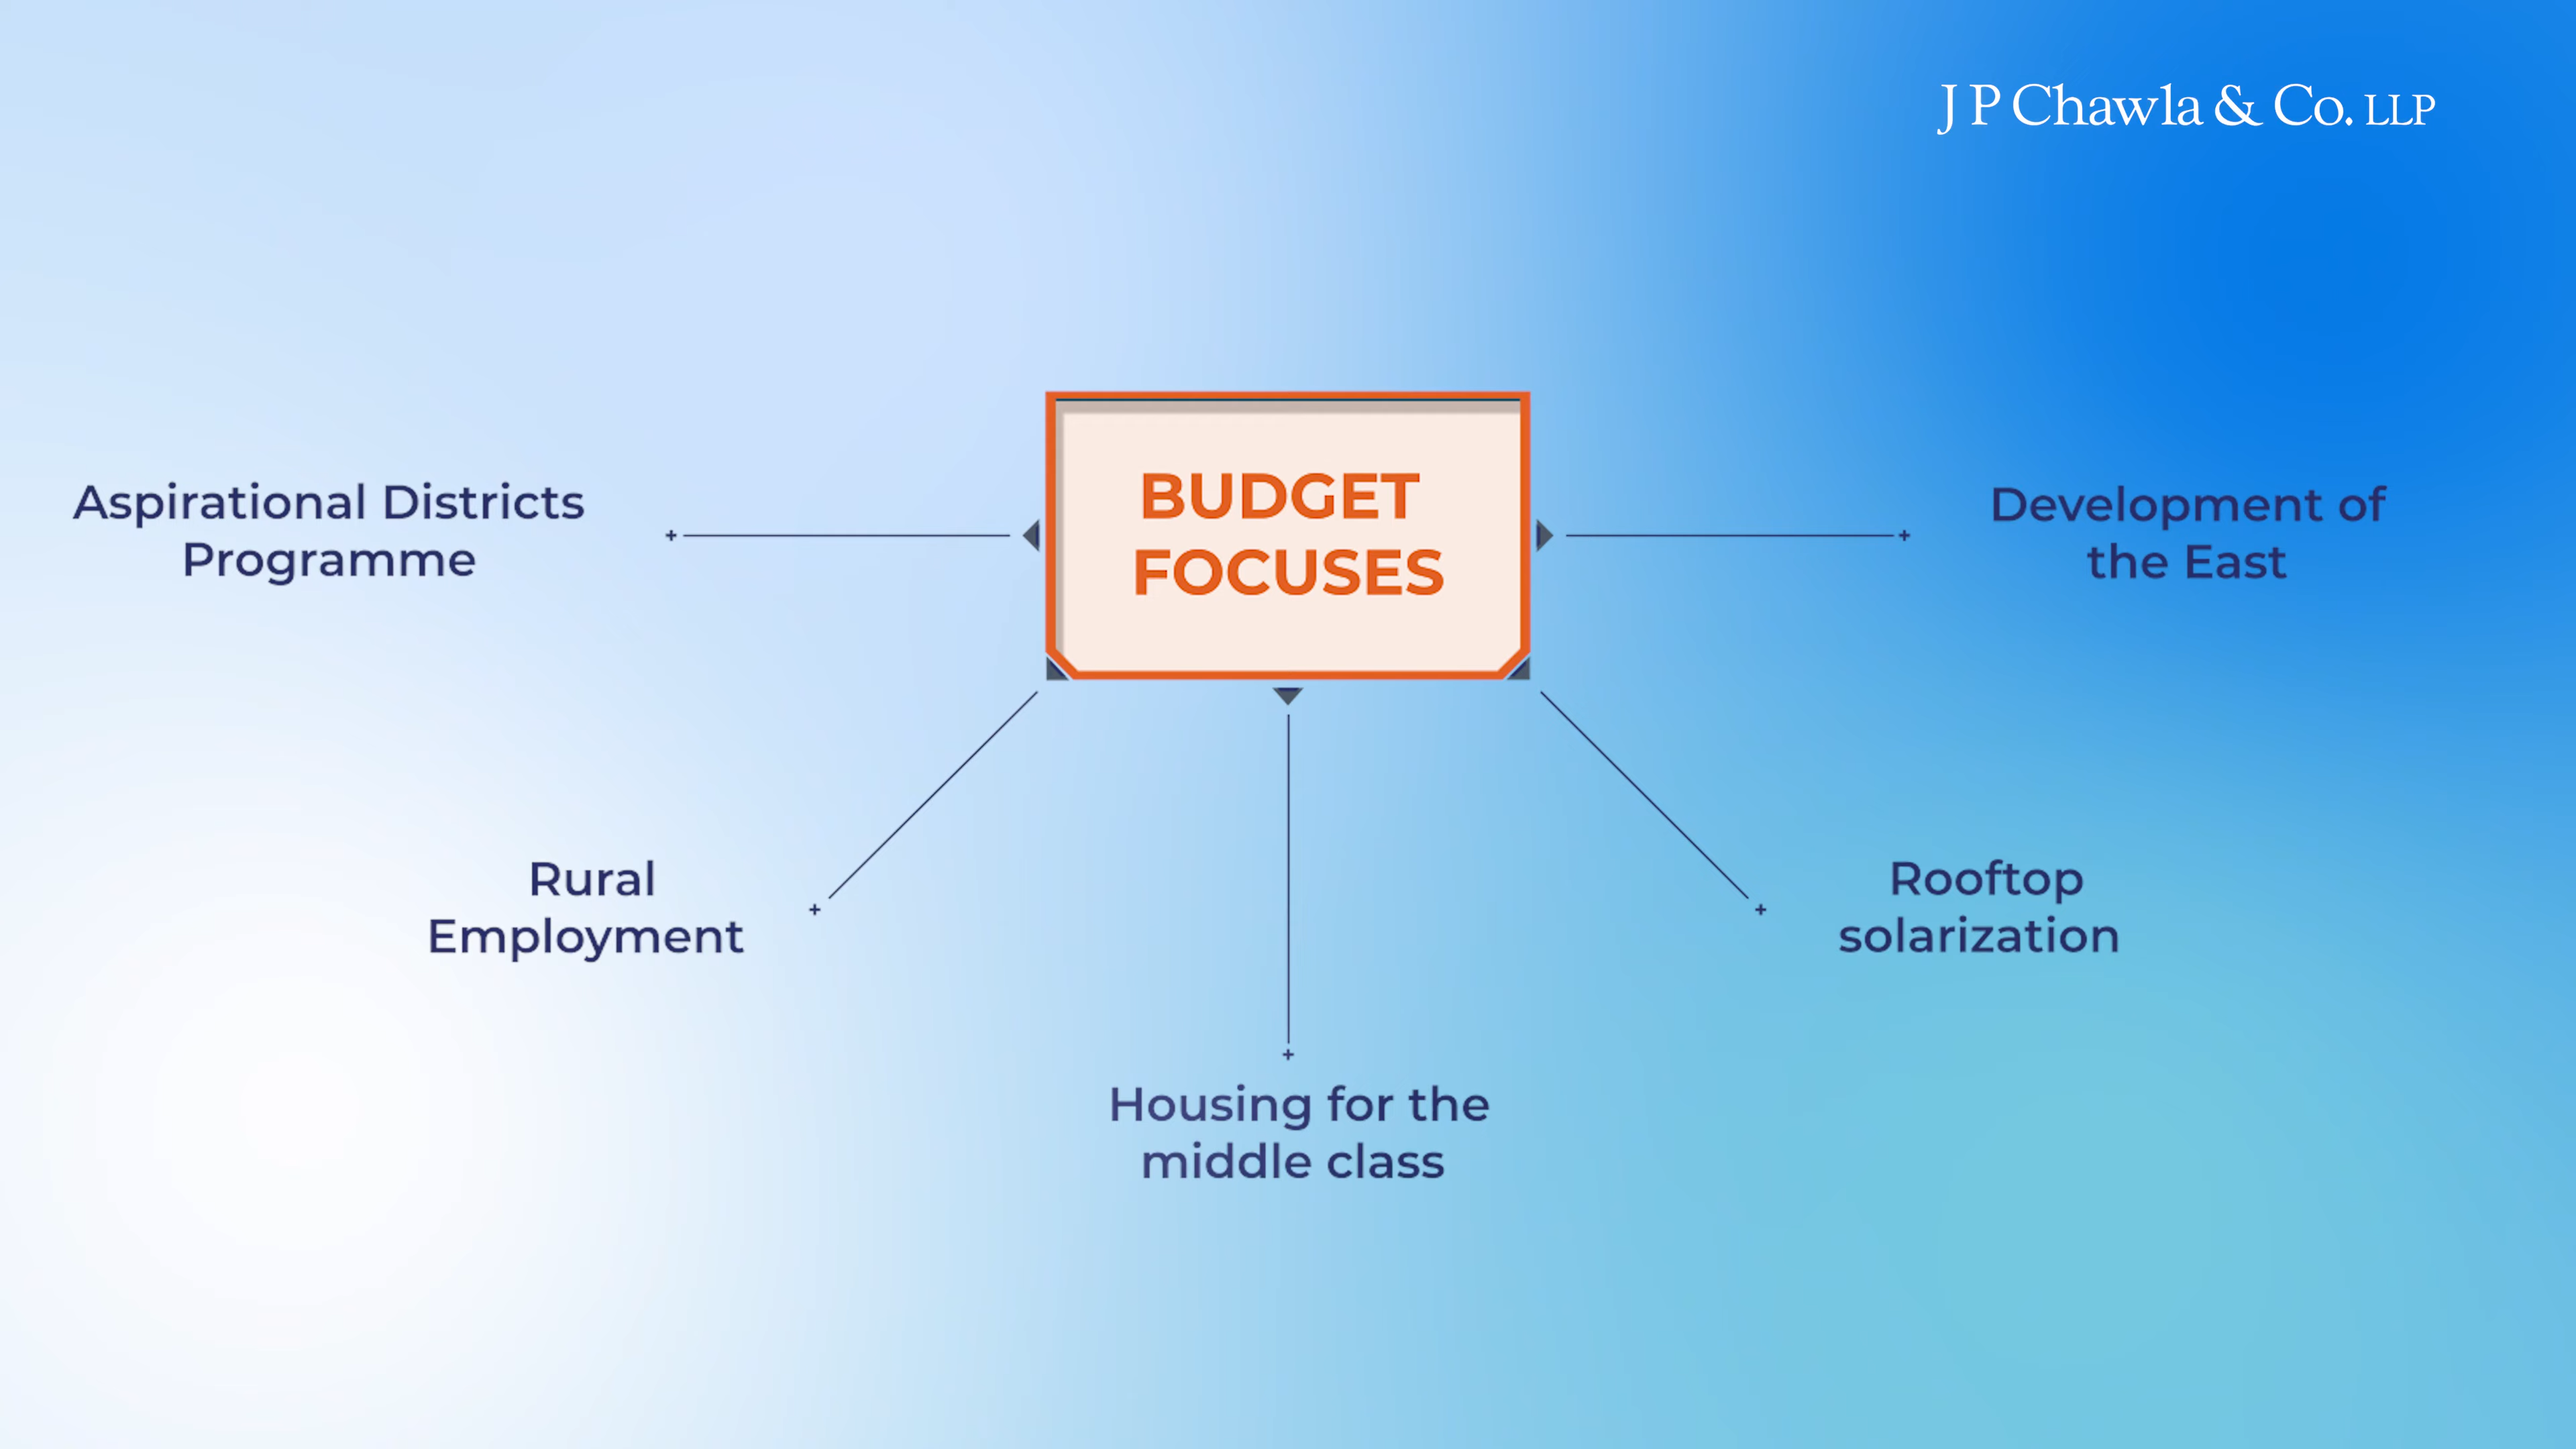 J P Chawla & Co. LLP
BUDGET
FOCUSES
Aspirational Districts
Programme
Development of
the East
Rural
Employment
Rooftop
solarization
Housing for the
middle class